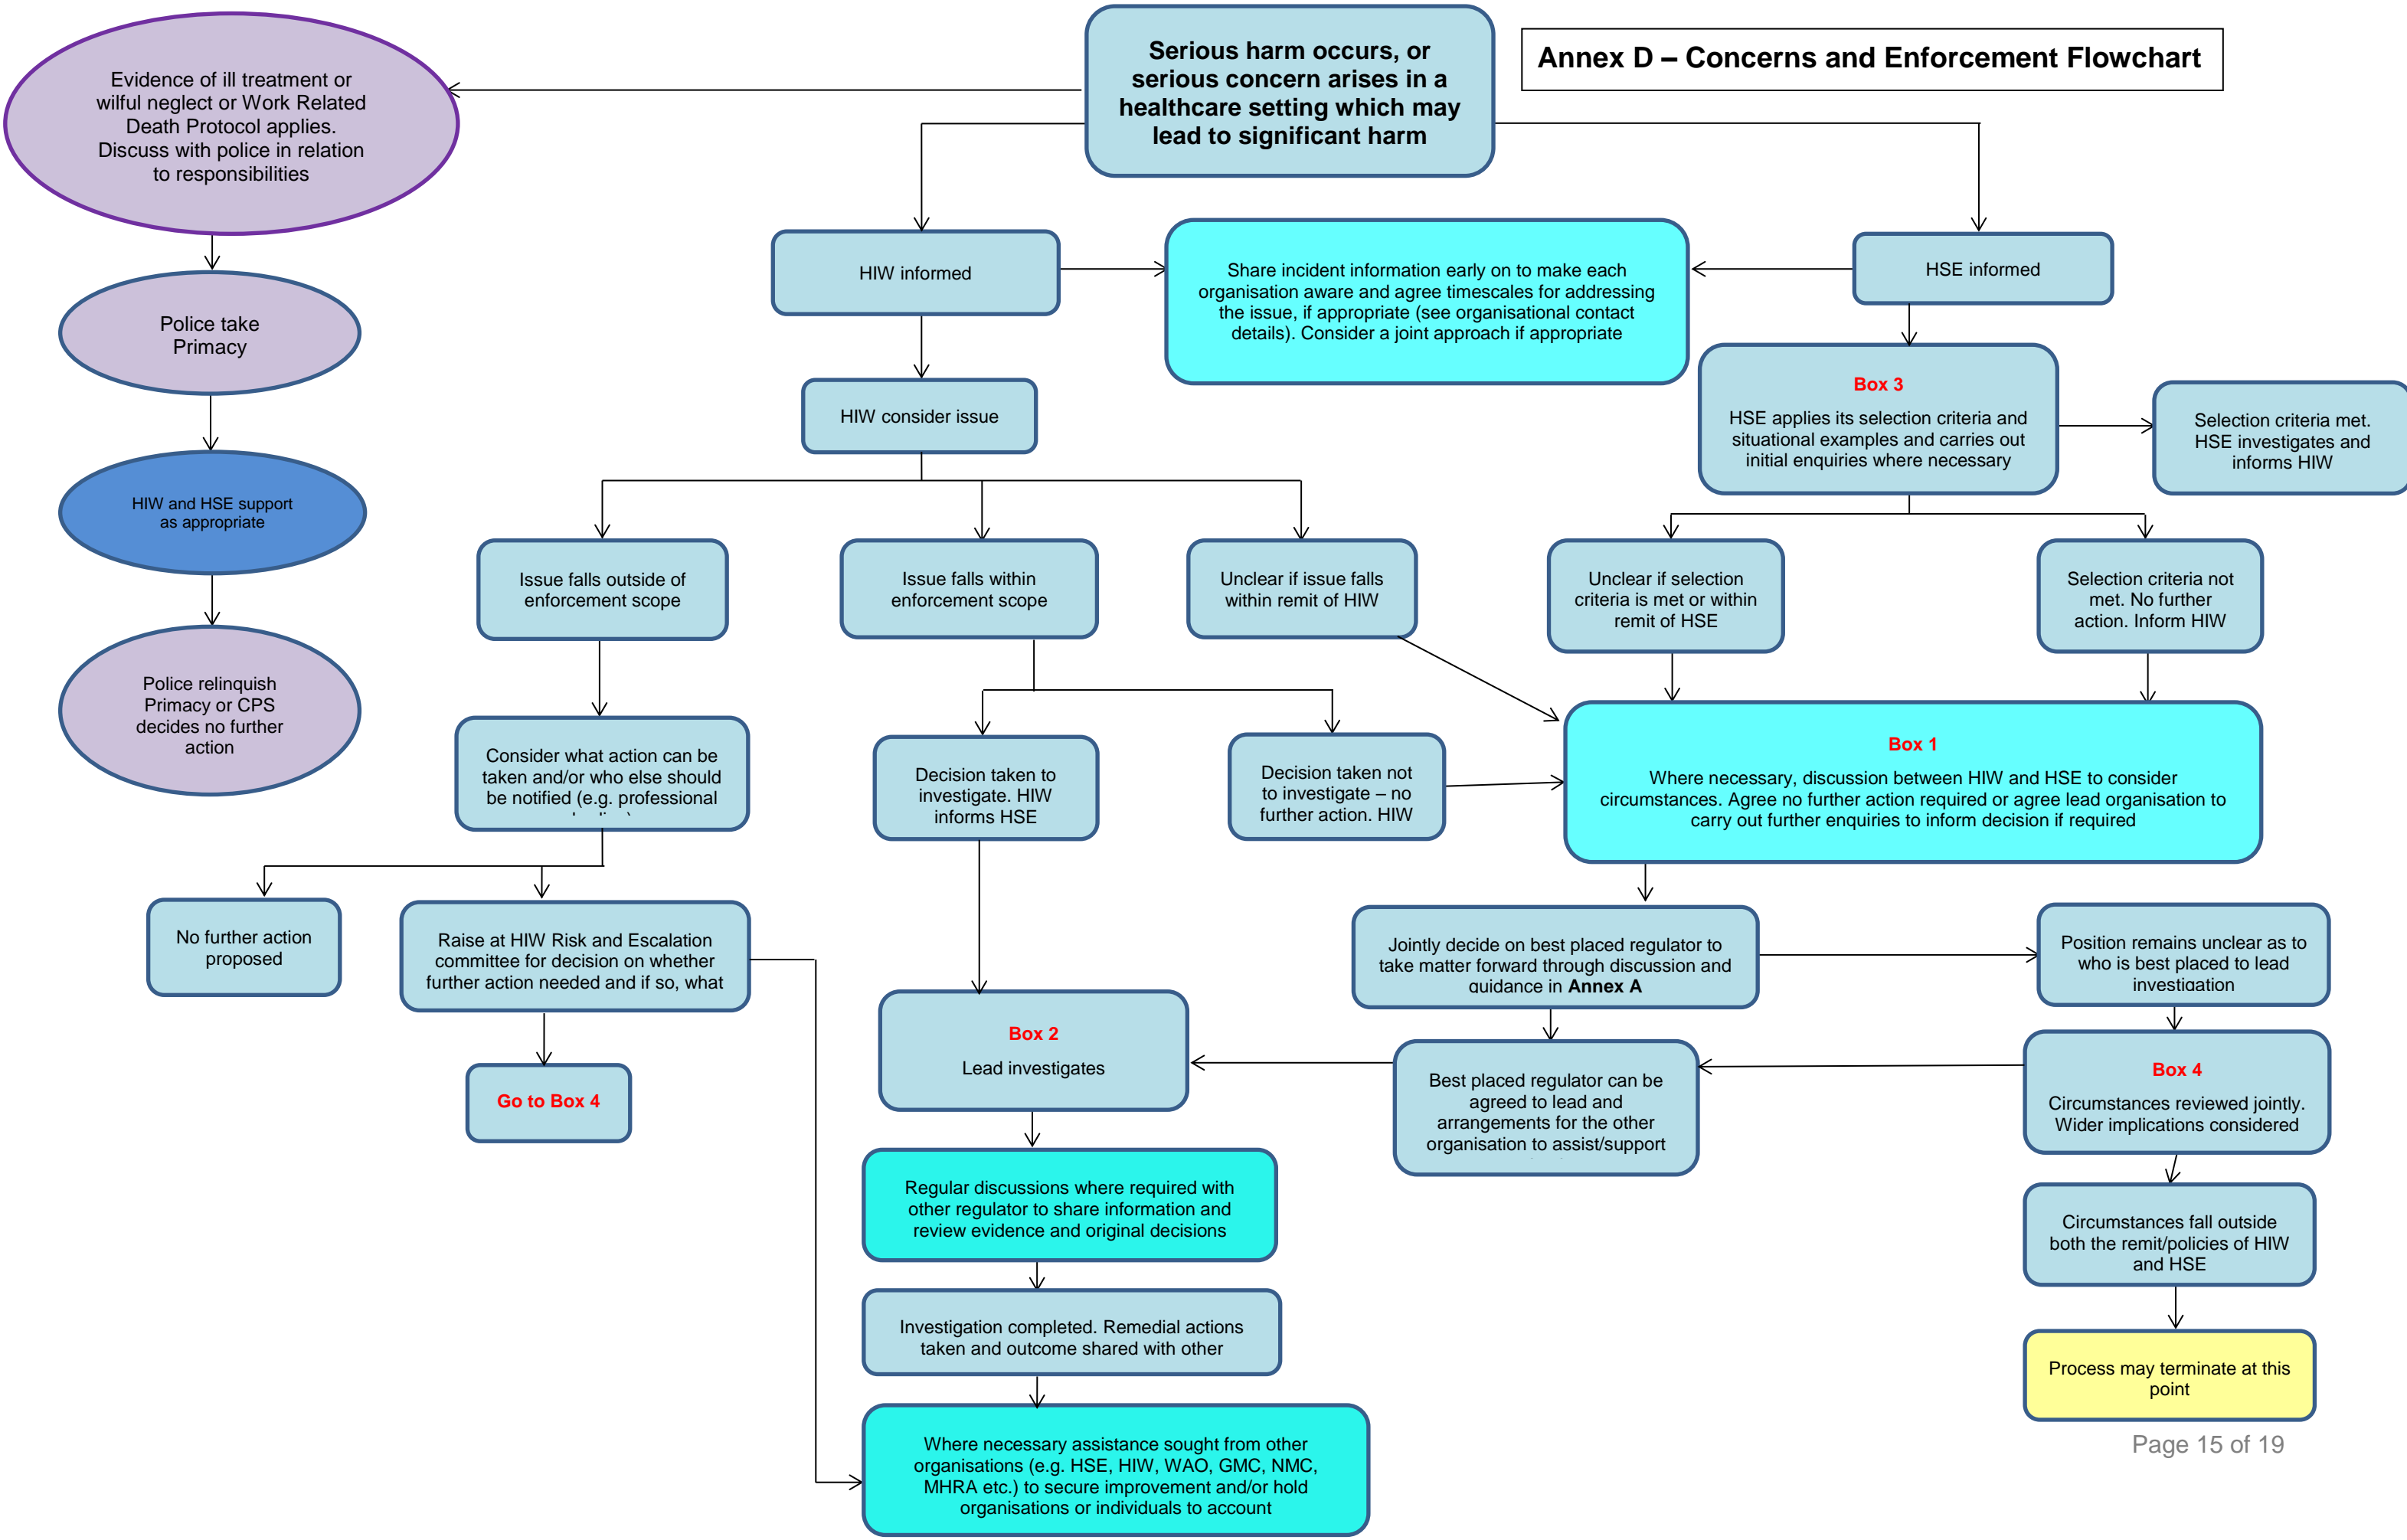 Annex D – Concerns and Enforcement Flowchart
Serious harm occurs, or
serious concern arises in a
healthcare setting which may
lead to significant harm
Evidence of ill treatment or
wilful neglect or Work Related
Death Protocol applies.
Discuss with police in relation
to responsibilities
Police take
Primacy
HIW and HSE support
as appropriate
Police relinquish
Primacy or CPS
decides no further
action
HIW informed
Share incident information early on to make each
organisation aware and agree timescales for addressing
the issue, if appropriate (see organisational contact
details). Consider a joint approach if appropriate
HSE informed
HIW consider issue
Box 3
HSE applies its selection criteria and
situational examples and carries out
initial enquiries where necessary
Selection criteria met.
HSE investigates and
informs HIW
Issue falls outside of
enforcement scope
Issue falls within
enforcement scope
Unclear if issue falls
within remit of HIW
Unclear if selection
criteria is met or within
remit of HSE
Selection criteria not
met. No further
action. Inform HIW
Consider what action can be
taken and/or who else should
be notified (e.g. professional
Decision taken to
investigate. HIW
informs HSE
Decision taken not
to investigate – no
further action. HIW
Box 1
Where necessary, discussion between HIW and HSE to consider
circumstances. Agree no further action required or agree lead organisation to
carry out further enquiries to inform decision if required
No further action
proposed
Raise at HIW Risk and Escalation
committee for decision on whether
further action needed and if so, what
Go to Box 4
Jointly decide on best placed regulator to
take matter forward through discussion and
guidance in Annex A
Position remains unclear as to
who is best placed to lead
investigation
Box 2
Lead investigates
Best placed regulator can be
agreed to lead and
arrangements for the other
organisation to assist/support
Box 4
Circumstances reviewed jointly.
Wider implications considered
Regular discussions where required with
other regulator to share information and
review evidence and original decisions
Circumstances fall outside
both the remit/policies of HIW
and HSE
Investigation completed. Remedial actions
taken and outcome shared with other
Process may terminate at this
point
Where necessary assistance sought from other
organisations (e.g. HSE, HIW, WAO, GMC, NMC,
MHRA etc.) to secure improvement and/or hold
organisations or individuals to account
Page 15 of 19